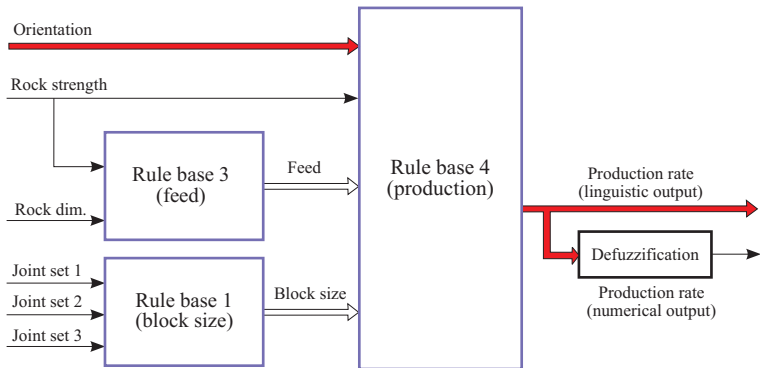 Orientation
Rock strength
Rule base 3
(feed)
Feed
Rock dim.
Joint set 1
Joint set 2
Joint set 3
Rule base 1
(block size)
Block size
Rule base 4
(production)
Production rate
(linguistic output)
Defuzzification
Production rate
(numerical output)